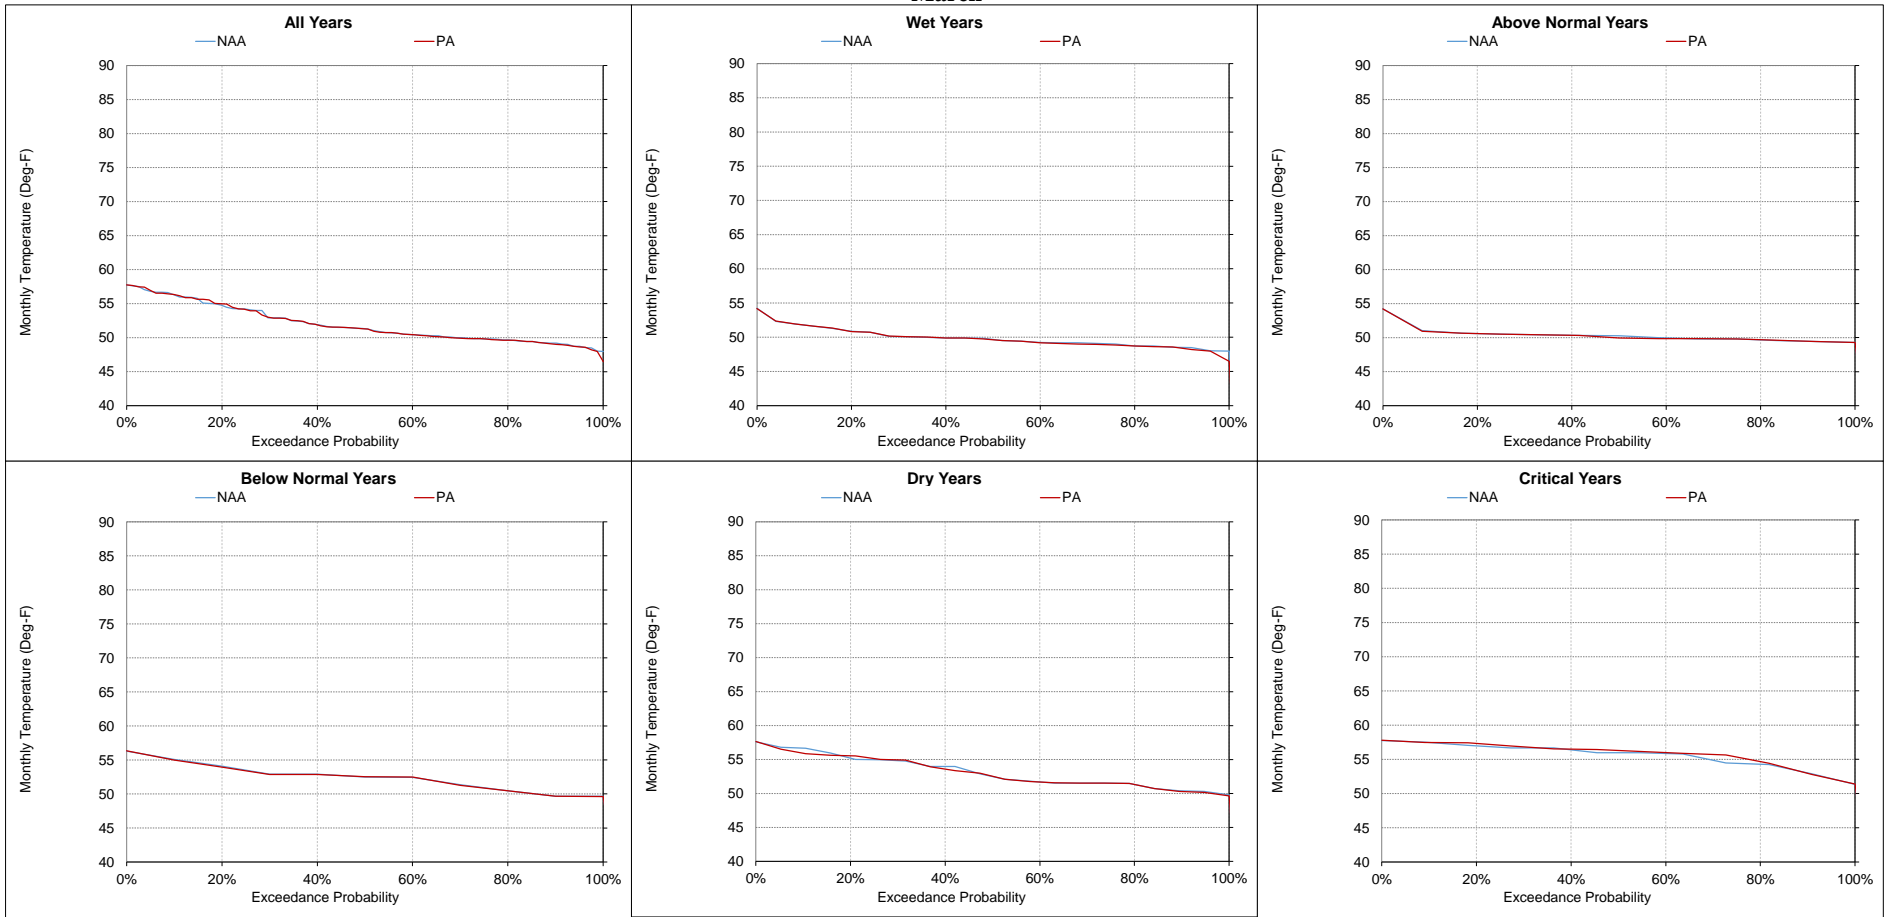 All Years
NAA PA
90
85
80
75
70
65
60
55
50
45
40
0% 20% 40% 60% 80% 100%
Monthly Temperature (Deg-F)
Exceedance Probability
Wet Years
NAA PA
90
85
80
75
70
65
60
55
50
45
40
0% 20% 40% 60% 80% 100%
Monthly Temperature (Deg-F)
Exceedance Probability
Above Normal Years
NAA PA
90
85
80
75
70
65
60
55
50
45
40
0% 20% 40% 60% 80% 100%
Monthly Temperature (Deg-F)
Exceedance Probability
Below Normal Years
NAA PA
90
85
80
75
70
65
60
55
50
45
40
0% 20% 40% 60% 80% 100%
Monthly Temperature (Deg-F)
Exceedance Probability
Dry Years
NAA PA
90
85
80
75
70
65
60
55
50
45
40
0% 20% 40% 60% 80% 100%
Monthly Temperature (Deg-F)
Exceedance Probability
Critical Years
NAA PA
90
85
80
75
70
65
60
55
50
45
40
0% 20% 40% 60% 80% 100%
Monthly Temperature (Deg-F)
Exceedance Probability